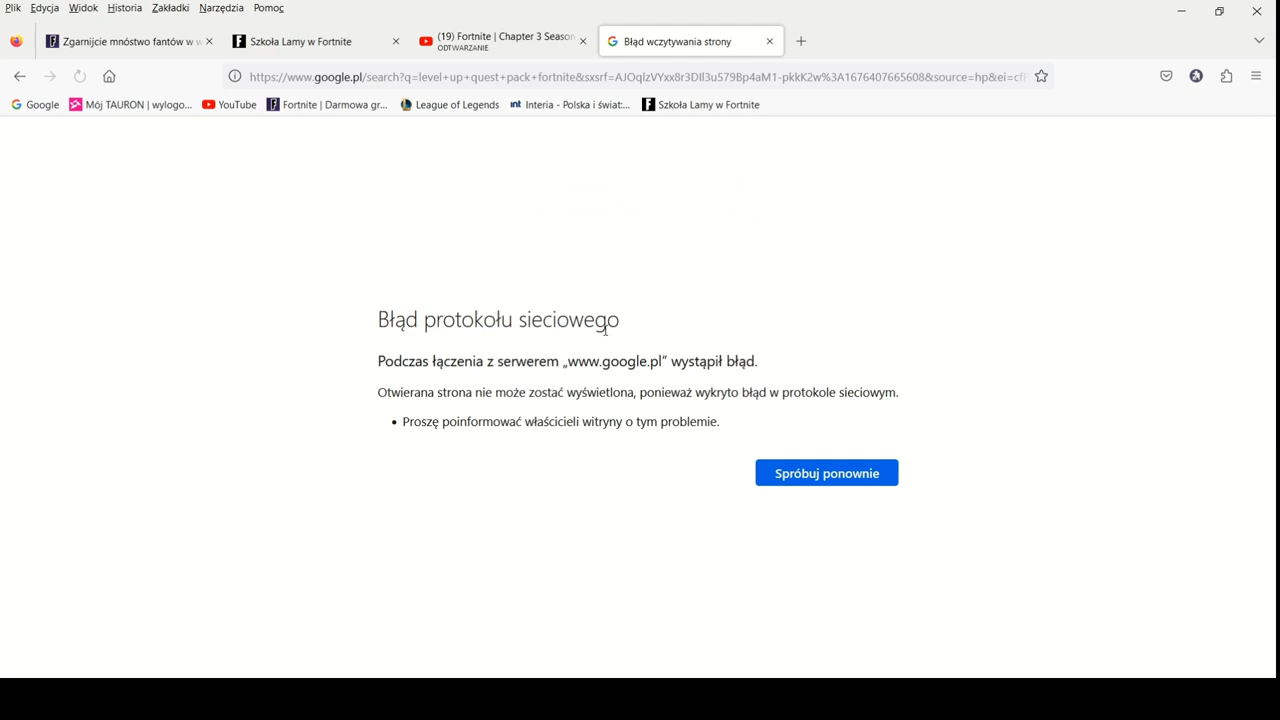 Plik Edycja Widok Historia Zakładki Narzędzia Pomoc
Zgarnijcie mnóstwo fantów w w
Szkoła Lamy w Fortnite
(19) Fortnite | Chapter 3 Season
ODTWARZANIE
Błąd wczytywania strony
https://www.google.pl/search?q=level+up+quest+pack+fortnite&sxsrf=AJOqlzVYxx8r3DIl3u579Bp4aM1-pkkK2w%3A1676407665608&source=hp&ei=cf
Google Mój TAURON | wylogo... YouTube Fortnite | Darmowa gr... League of Legends int Interia - Polska i świat:... Szkoła Lamy w Fortnite
Błąd protokołu sieciowego
Podczas łączenia z serwerem „www.google.pl” wystąpił błąd.
Otwierana strona nie może zostać wyświetlona, ponieważ wykryto błąd w protokole sieciowym.
• Proszę poinformować właścicieli witryny o tym problemie.
Spróbuj ponownie